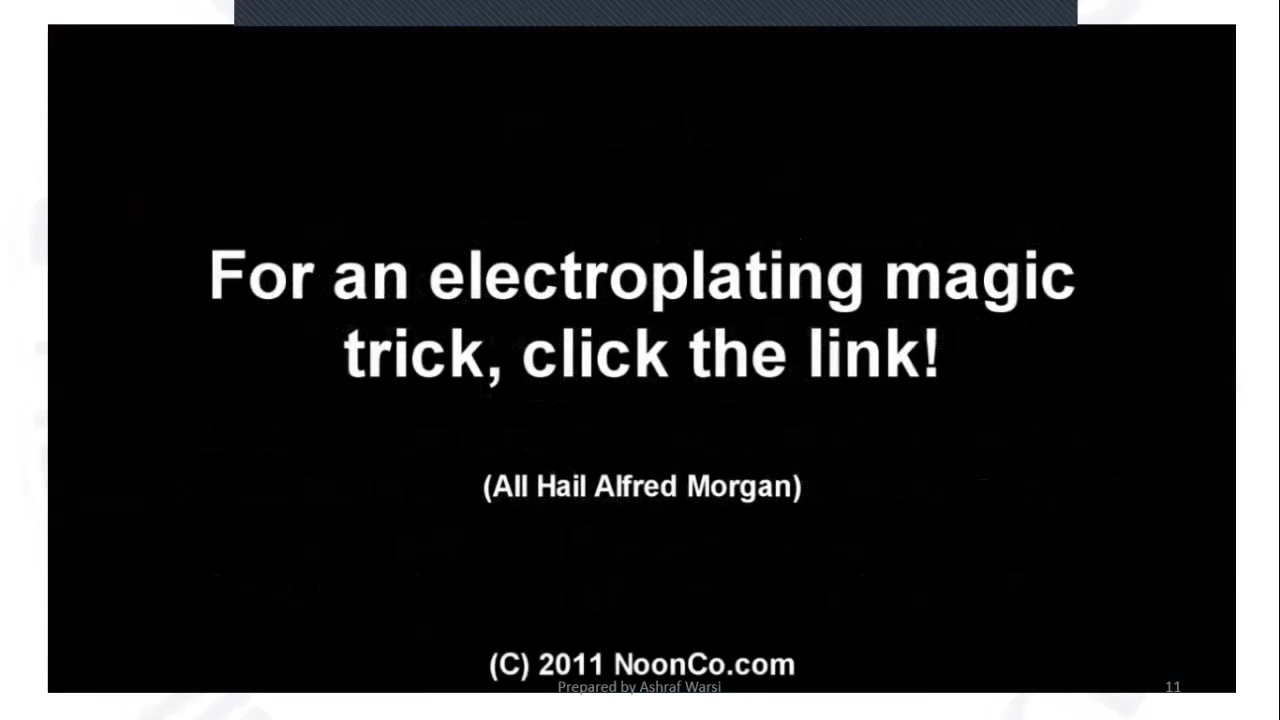 For an electroplating magic
trick, click the link!
(All Hail Alfred Morgan)
(C) 2011 NoonCo.com
Prepared by Ashraf Warsi
11